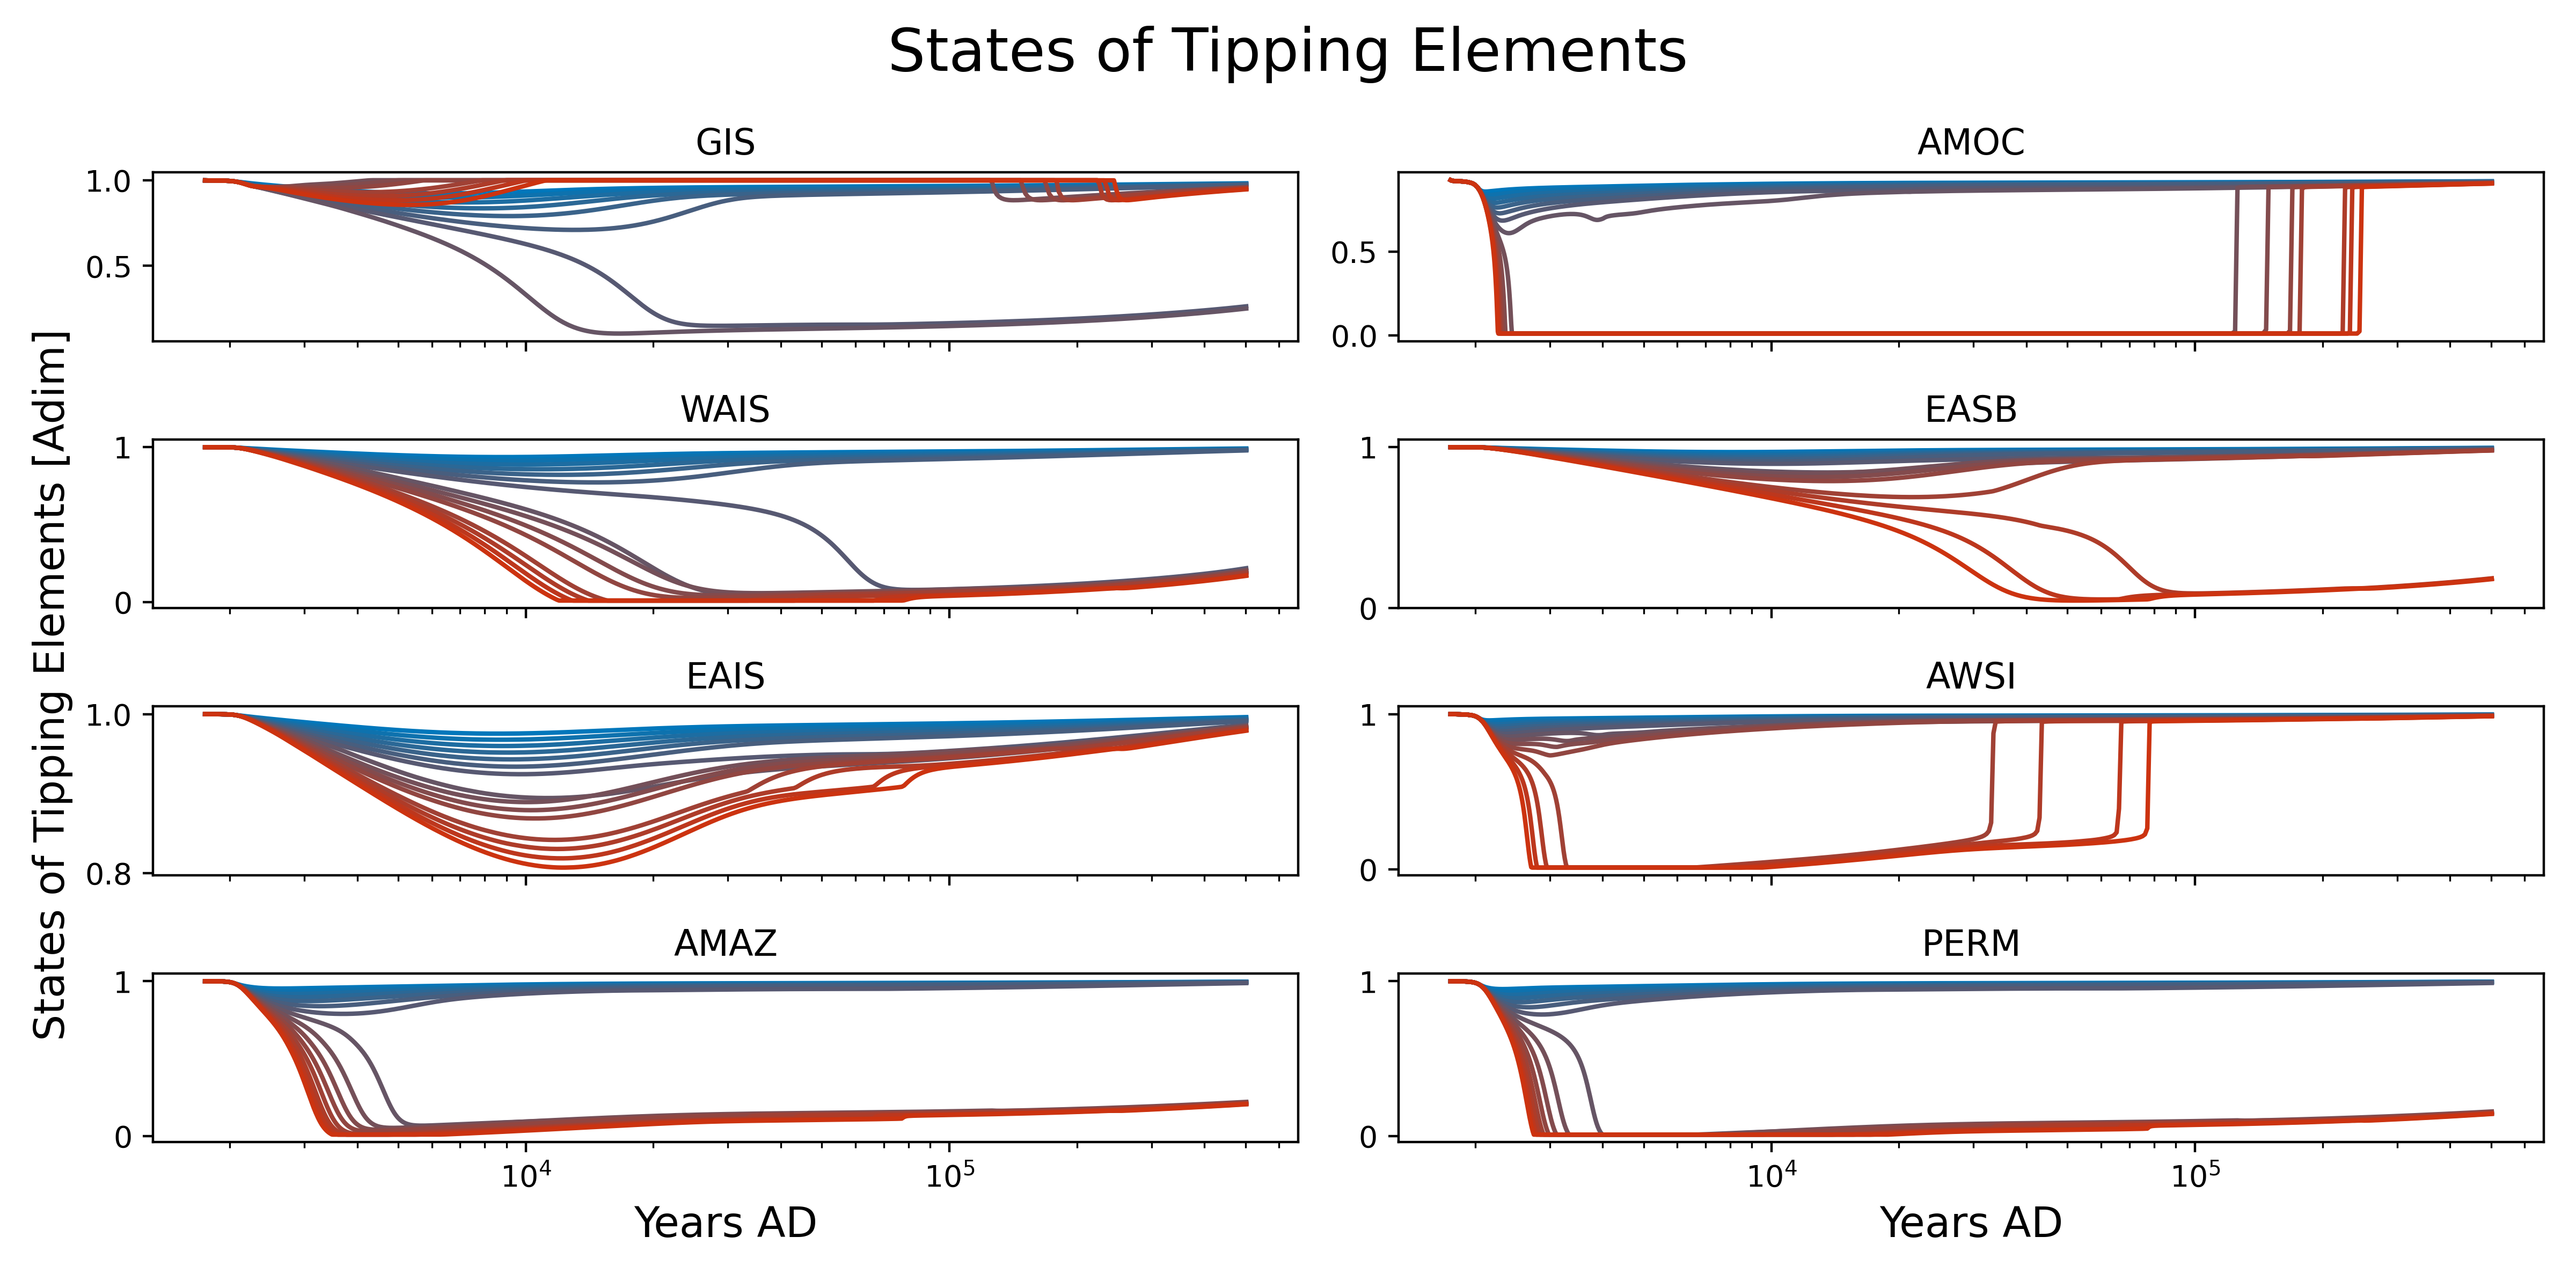 States of Tipping Elements
GIS
AMOC
1.0
0.5
0.5
0.0
WAIS
EASB
1
0
1
0
States of Tipping Elements [Adim]
EAIS
AWSI
1.0
0.8
1
0
AMAZ
PERM
1
0
1
0
10⁴ 10⁵
10⁴ 10⁵
Years AD
Years AD